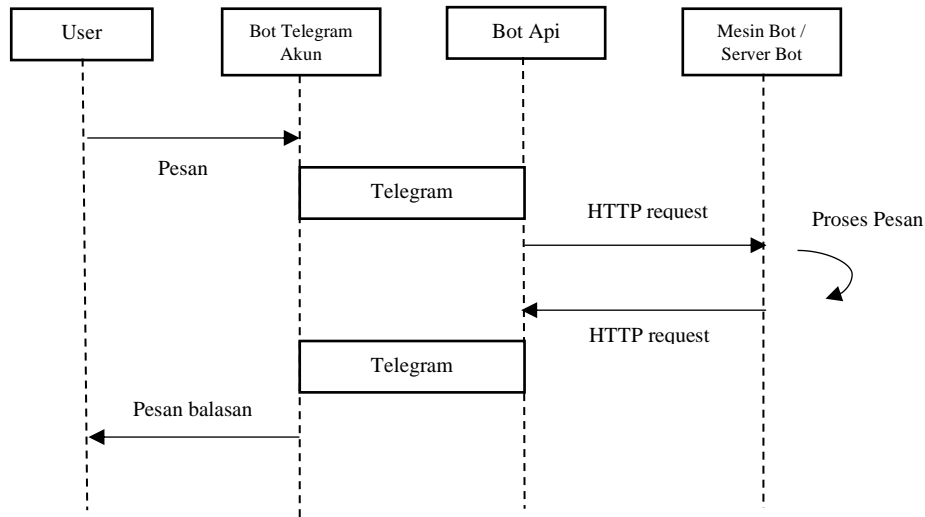 User
Bot Telegram
Akun
Bot Api
Mesin Bot /
Server Bot
Pesan
Telegram
HTTP request
Proses Pesan
HTTP request
Telegram
Pesan balasan